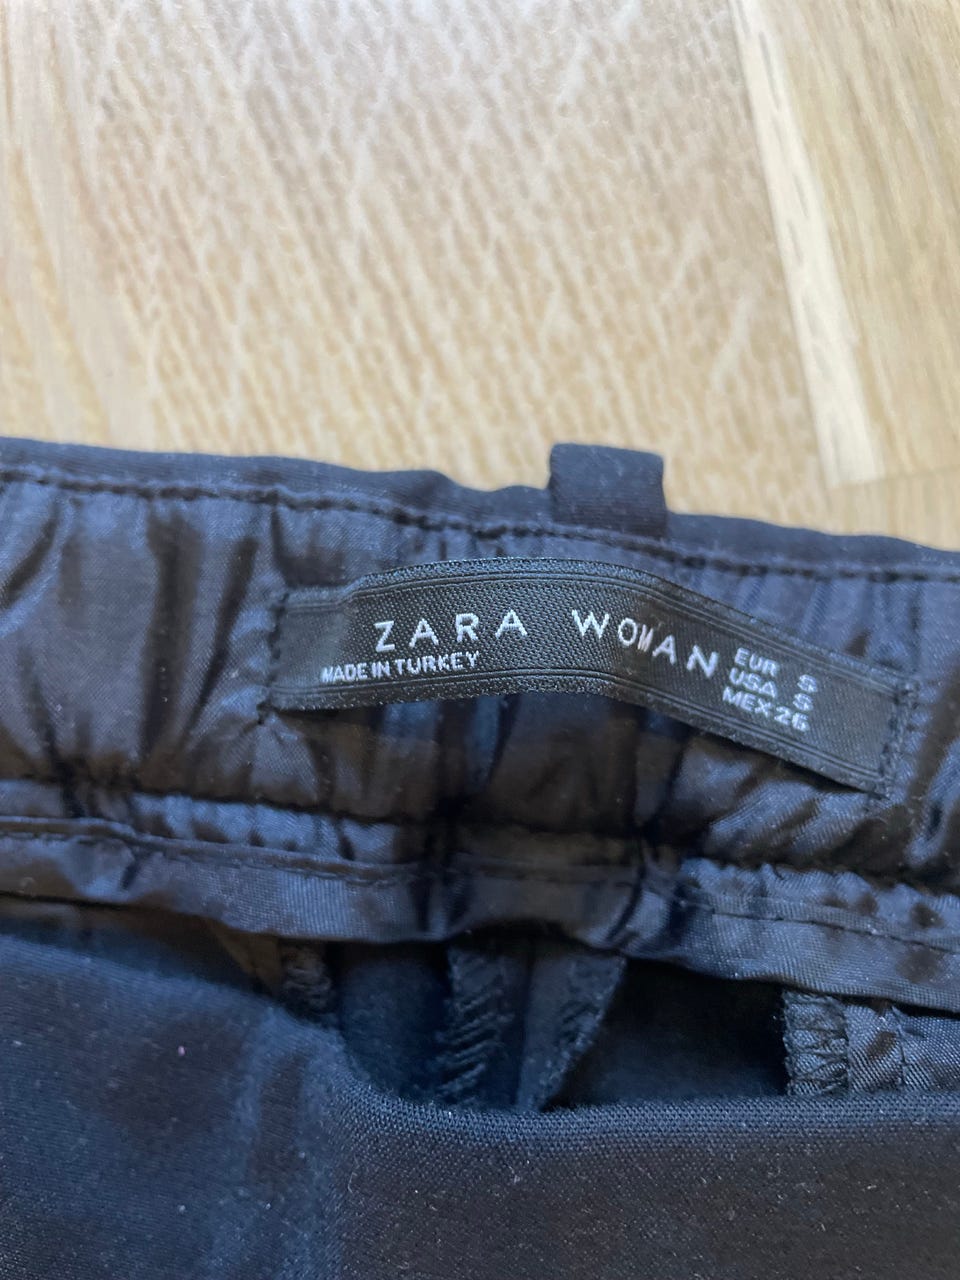 ZARA WOMAN
MADE IN TURKEY
EUR S
USA S
MEX 26